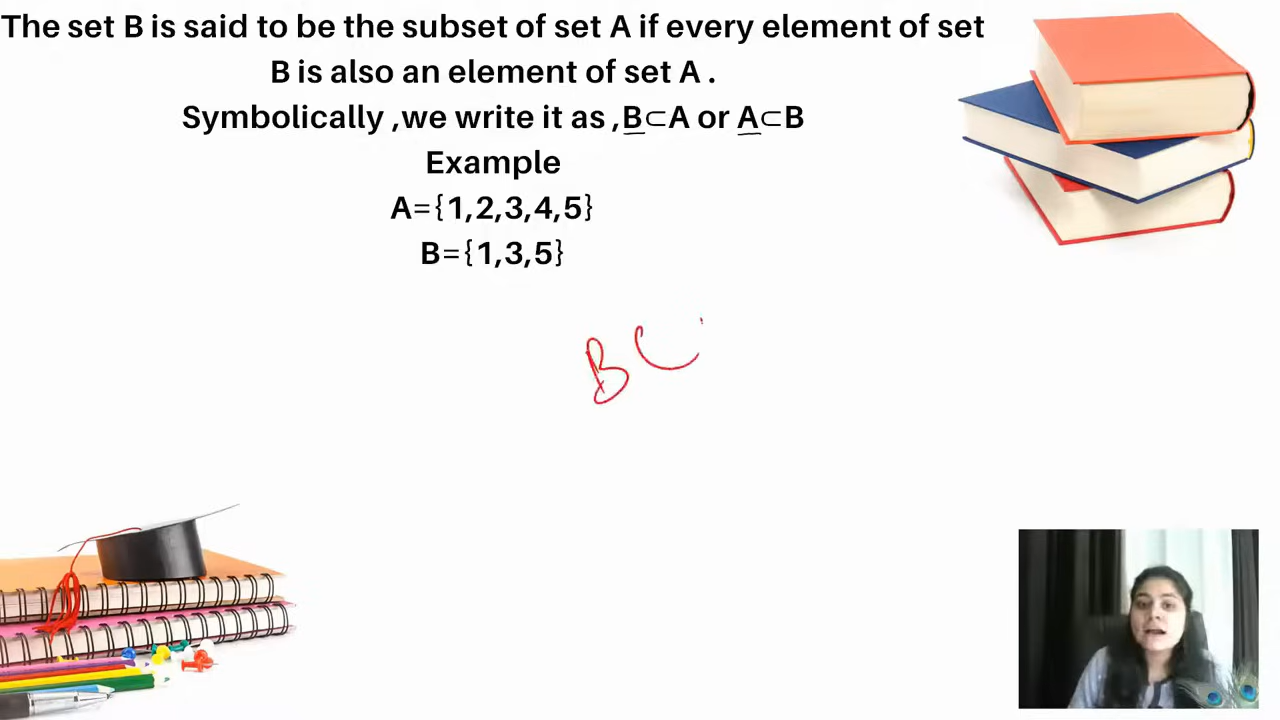 The set B is said to be the subset of set A if every element of set
B is also an element of set A .
Symbolically ,we write it as ,B⊂A or A⊂B
Example
A={1,2,3,4,5}
B={1,3,5}
B⊂